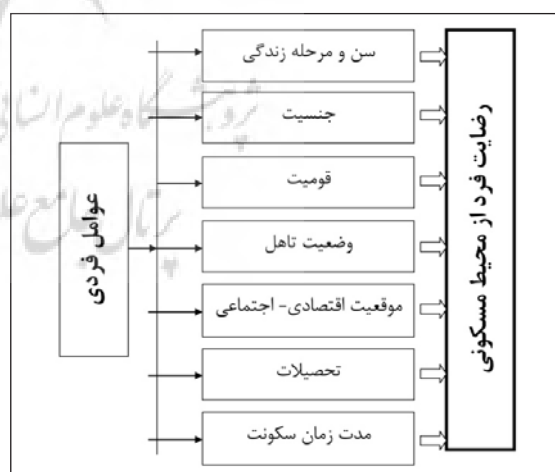 رضایت فرد از محیط مسکونی
سن و مرحله زندگی
جنسیت
قومیت
وضعیت تاهل
موقعیت اقتصادی- اجتماعی
تحصیلات
مدت زمان سکونت
عوامل فردی